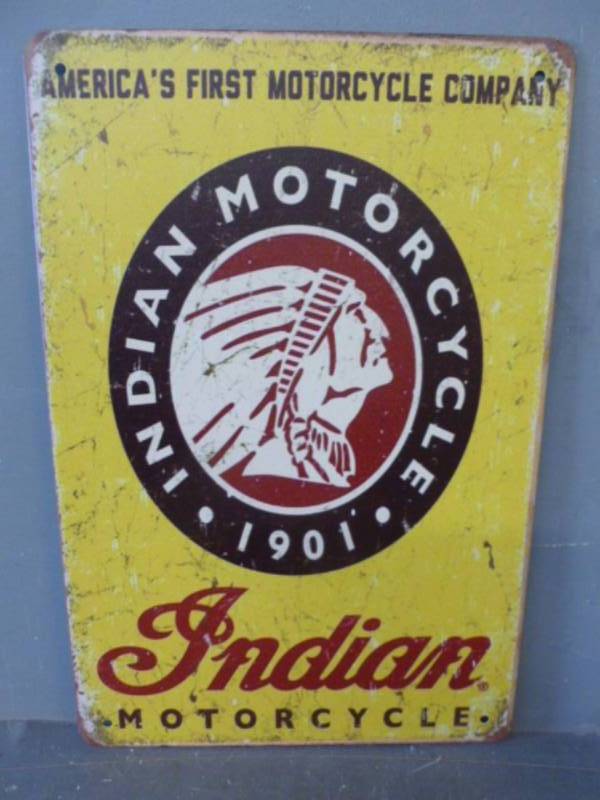 AMERICA'S FIRST MOTORCYCLE COMPANY
INDIAN MOTORCYCLE
• 1901 •
Indian®
•MOTORCYCLE•